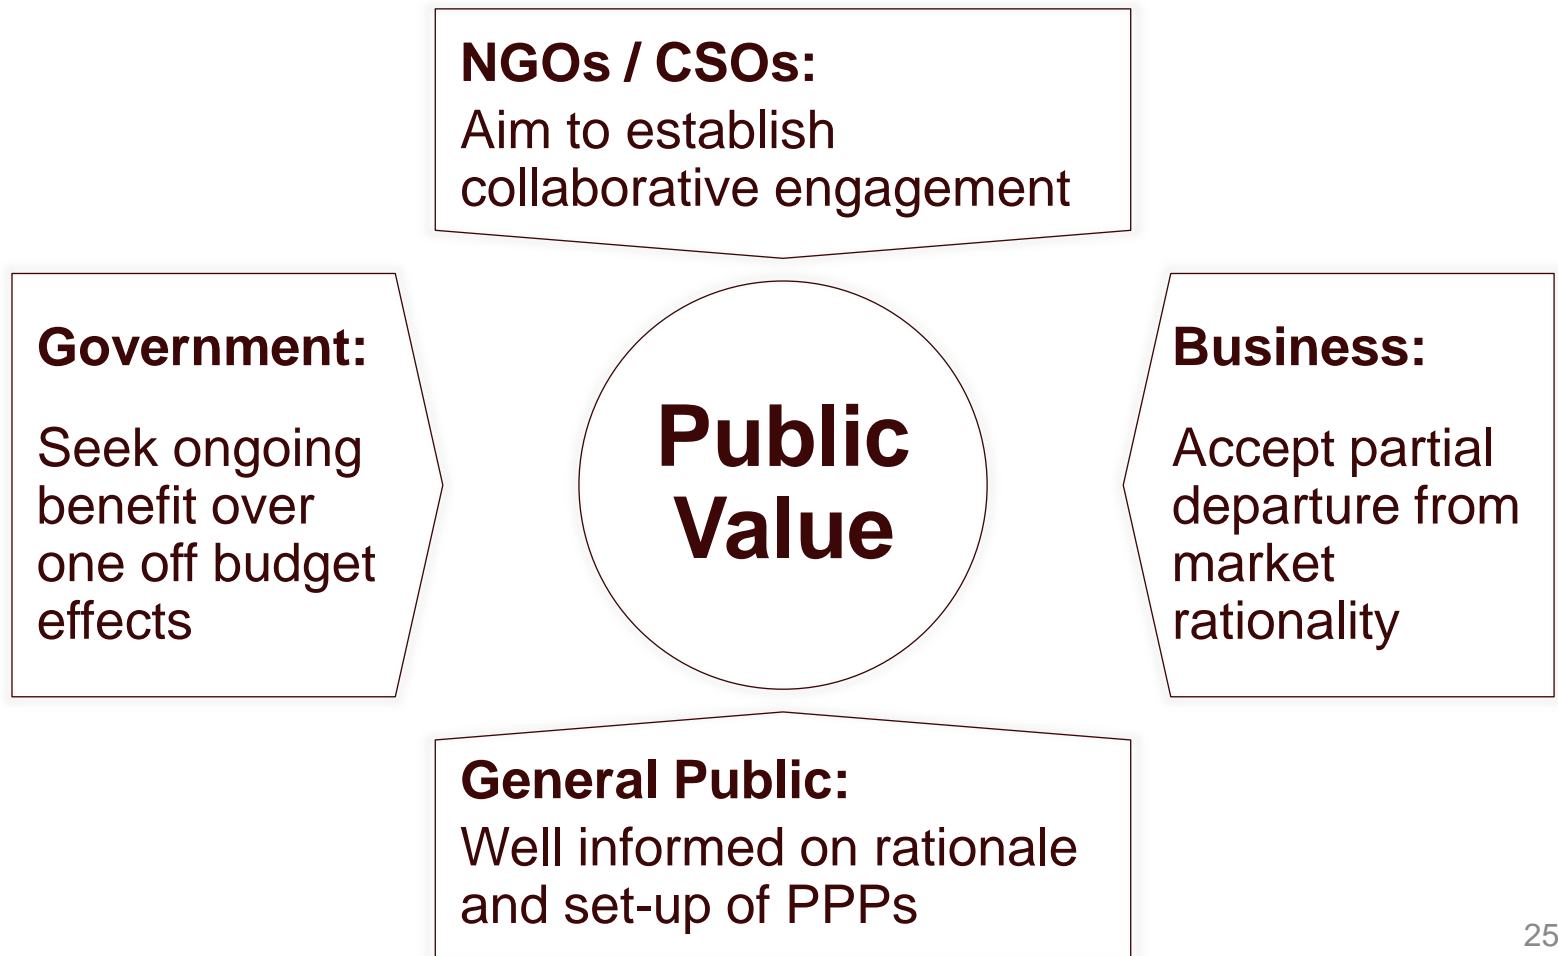 NGOs / CSOs:
Aim to establish
collaborative engagement
Government:
Seek ongoing
benefit over
one off budget
effects
Public
Value
Business:
Accept partial
departure from
market
rationality
General Public:
Well informed on rationale
and set-up of PPPs
25